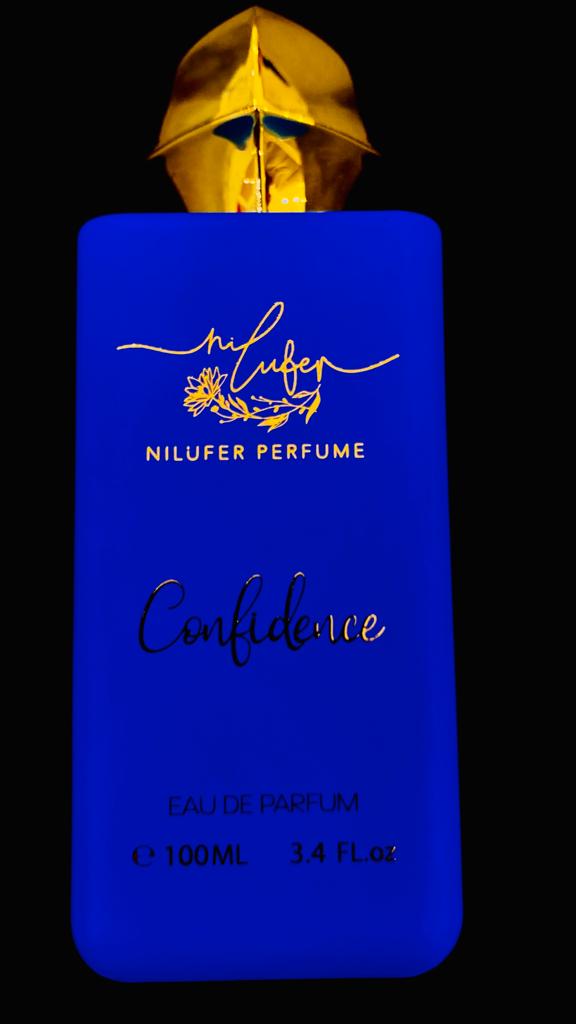 nilufer
NILUFER PERFUME
Confidence
EAU DE PARFUM
℮ 100ML 3.4 FL.oz